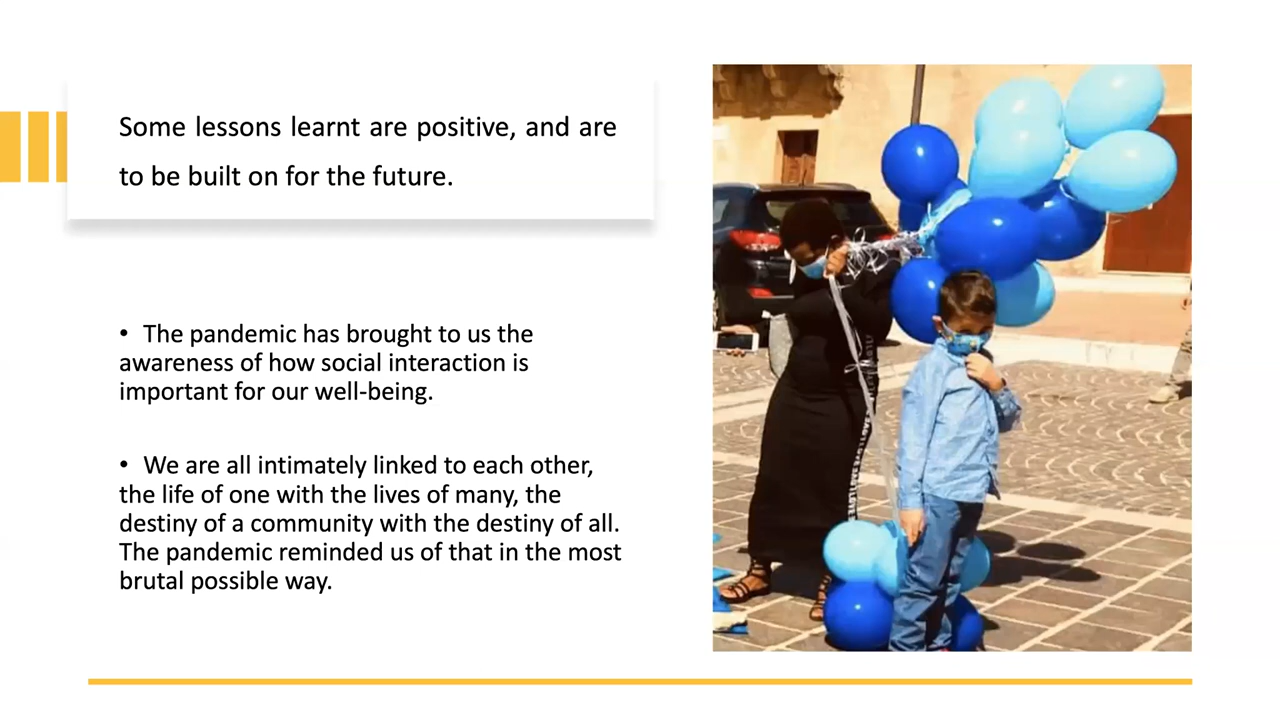 Some lessons learnt are positive, and are
to be built on for the future.
• The pandemic has brought to us the
awareness of how social interaction is
important for our well-being.
• We are all intimately linked to each other,
the life of one with the lives of many, the
destiny of a community with the destiny of all.
The pandemic reminded us of that in the most
brutal possible way.